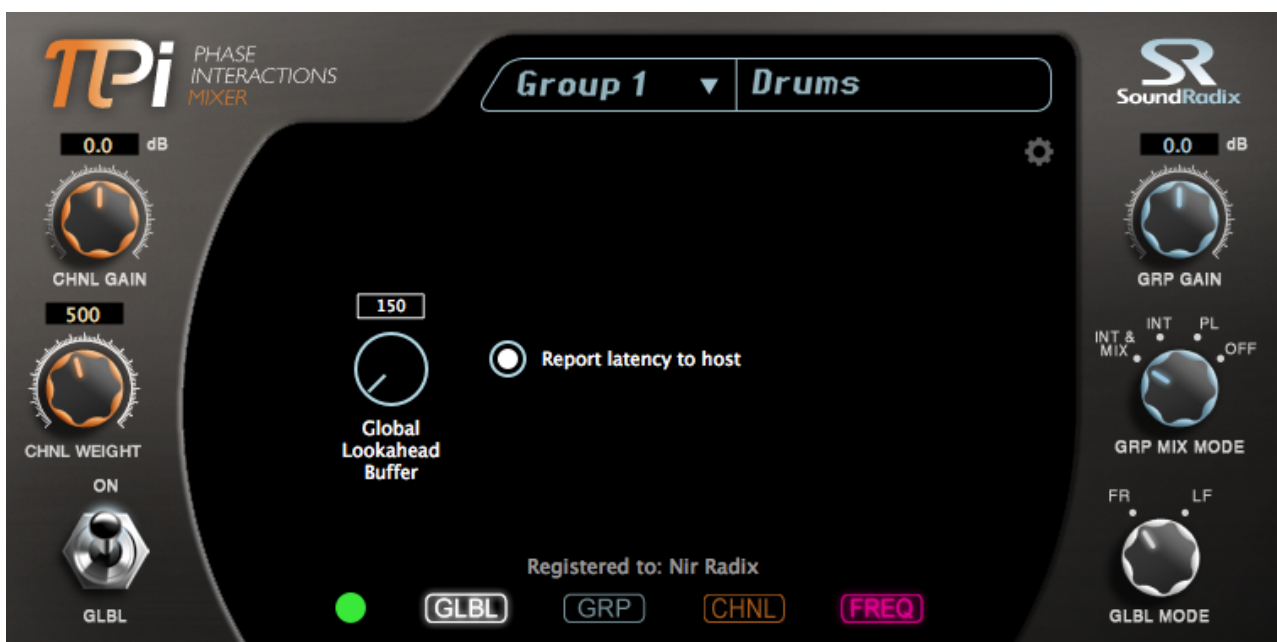 πPi PHASE
INTERACTIONS
MIXER
Group 1 ▼ Drums
SR
SoundRadix
0.0 dB
CHNL GAIN
500
CHNL WEIGHT
ON
GLBL
150
Global
Lookahead
Buffer
Report latency to host
0.0 dB
GRP GAIN
INT &
MIX
INT
PL
OFF
GRP MIX MODE
FR
LF
GLBL MODE
Registered to: Nir Radix
GLBL GRP CHNL FREQ